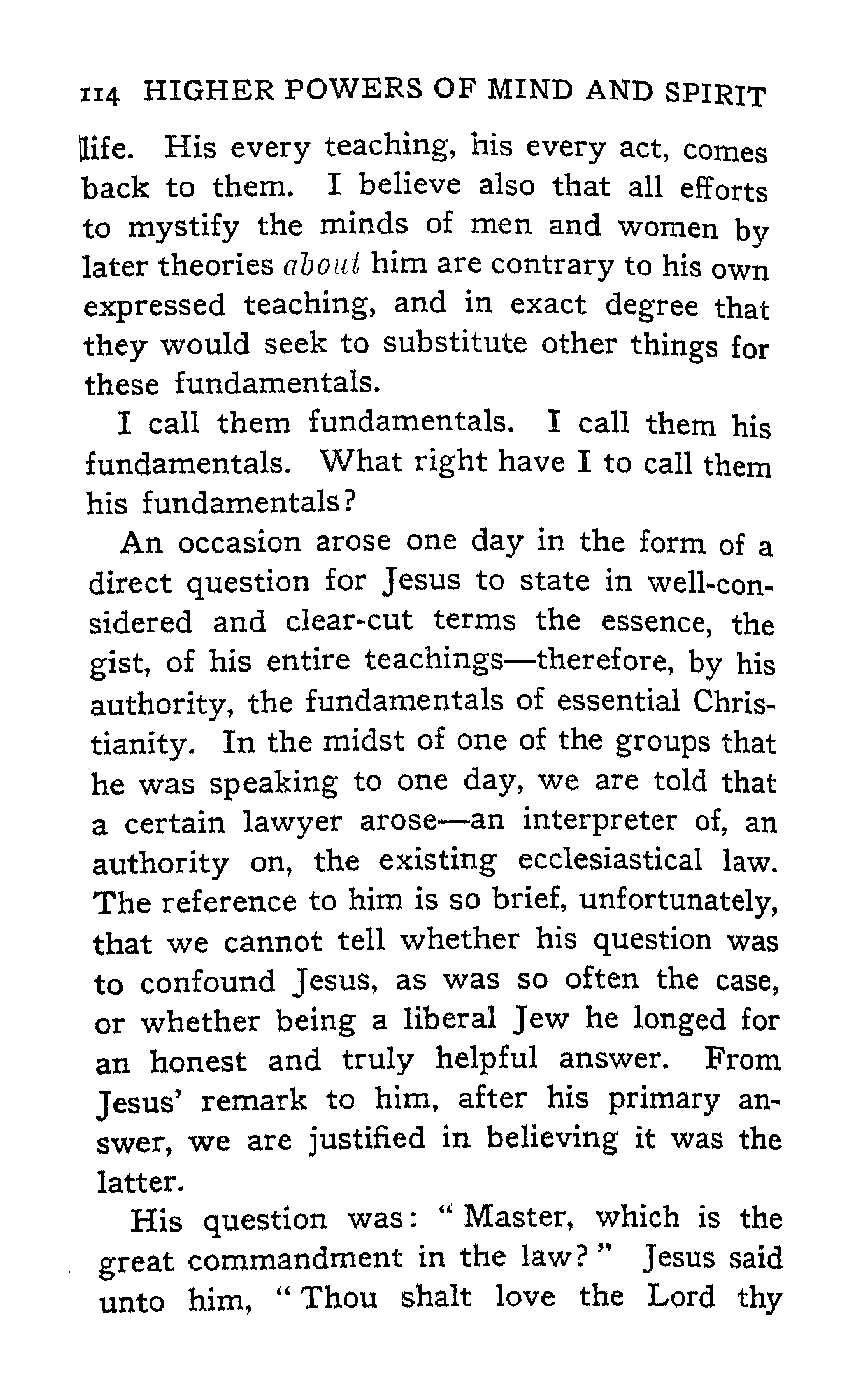 114 HIGHER POWERS OF MIND AND SPIRIT
life. His every teaching, his every act, comes
back to them. I believe also that all efforts
to mystify the minds of men and women by
later theories about him are contrary to his own
expressed teaching, and in exact degree that
they would seek to substitute other things for
these fundamentals.
I call them fundamentals. I call them his
fundamentals. What right have I to call them
his fundamentals?
An occasion arose one day in the form of a
direct question for Jesus to state in well-con-
sidered and clear-cut terms the essence, the
gist, of his entire teachings—therefore, by his
authority, the fundamentals of essential Chris-
tianity. In the midst of one of the groups that
he was speaking to one day, we are told that
a certain lawyer arose—an interpreter of, an
authority on, the existing ecclesiastical law.
The reference to him is so brief, unfortunately,
that we cannot tell whether his question was
to confound Jesus, as was so often the case,
or whether being a liberal Jew he longed for
an honest and truly helpful answer. From
Jesus' remark to him, after his primary an-
swer, we are justified in believing it was the
latter.
His question was: " Master, which is the
great commandment in the law? " Jesus said
unto him, " Thou shalt love the Lord thy